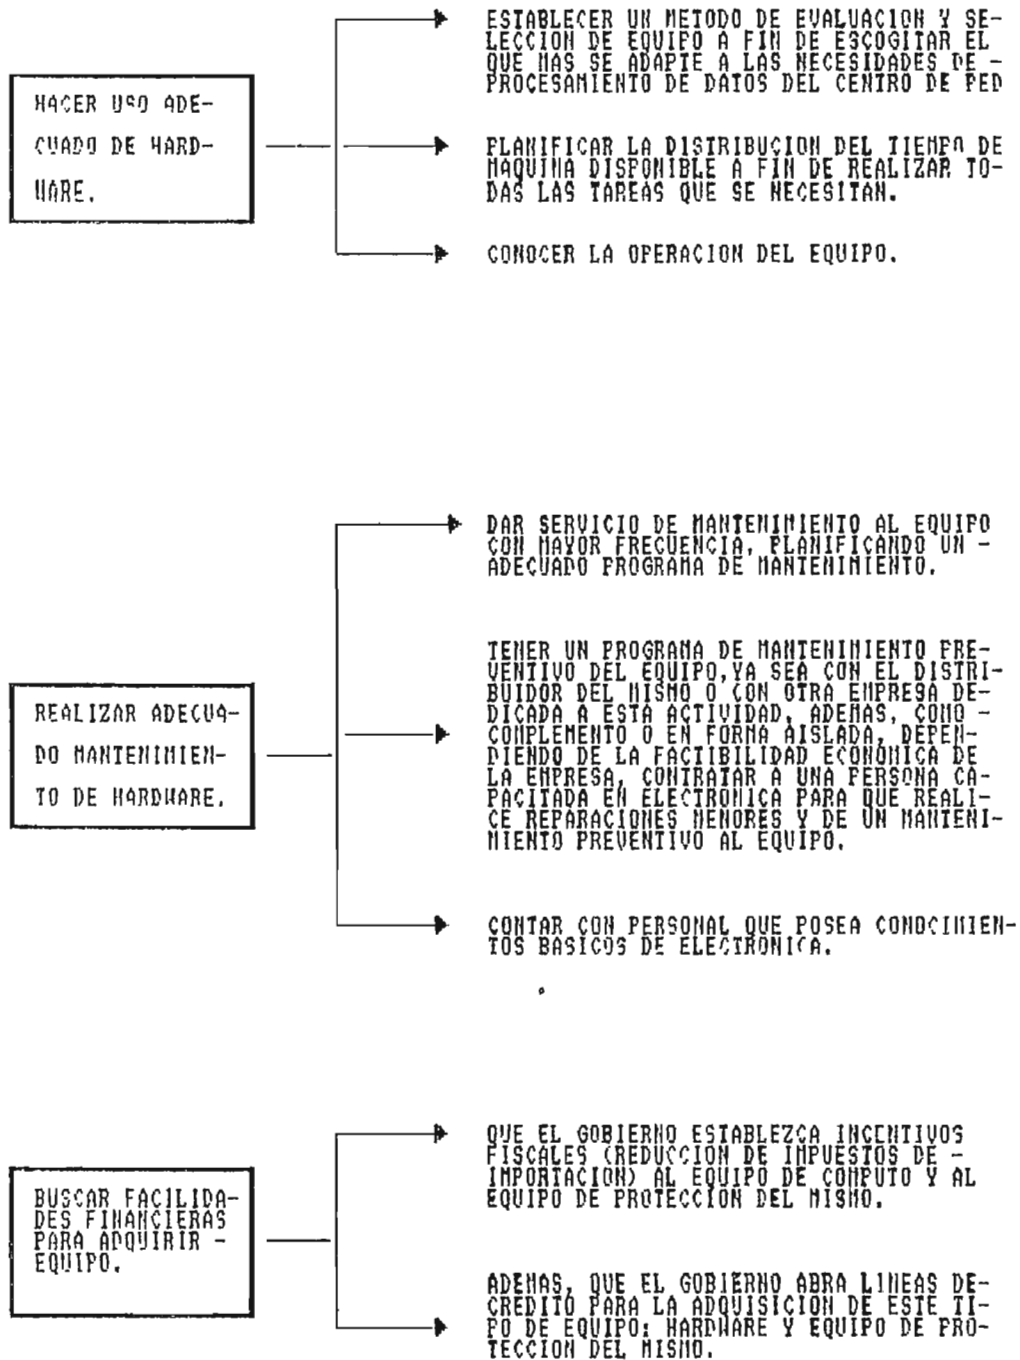 HACER USO ADE-
CUADO DE HARD-
WARE.
ESTABLECER UN METODO DE EVALUACION Y SE-
LECCION DE EQUIPO A FIN DE ESCOGITAR EL
QUE MAS SE ADAPTE A LAS NECESIDADES DE -
PROCESAMIENTO DE DATOS DEL CENTRO DE PED
PLANIFICAR LA DISTRIBUCION DEL TIEMPO DE
MAQUINA DISPONIBLE A FIN DE REALIZAR TO-
DAS LAS TAREAS QUE SE NECESITAN.
CONOCER LA OPERACION DEL EQUIPO.
REALIZAR ADECUA-
DO MANTENIMIEN-
TO DE HARDWARE.
DAR SERVICIO DE MANTENIMIENTO AL EQUIPO
CON MAYOR FRECUENCIA, PLANIFICANDO UN -
ADECUADO PROGRAMA DE MANTENIMIENTO.
TENER UN PROGRAMA DE MANTENIMIENTO PRE-
VENTIVO DEL EQUIPO,YA SEA CON EL DISTRI-
BUIDOR DEL MISMO O CON OTRA EMPRESA DE-
DICADA A ESTA ACTIVIDAD, ADEMAS, COMO -
COMPLEMENTO O EN FORMA AISLADA, DEPEN-
DIENDO DE LA FACTIBILIDAD ECONOMICA DE
LA EMPRESA, CONTRATAR A UNA PERSONA CA-
PACITADA EN ELECTRONICA PARA QUE REALI-
CE REPARACIONES MENORES Y DE UN MANTENI-
MIENTO PREVENTIVO AL EQUIPO.
CONTAR CON PERSONAL QUE POSEA CONOCIMIEN-
TOS BASICOS DE ELECTRONICA.
BUSCAR FACILIDA-
DES FINANCIERAS
PARA ADQUIRIR -
EQUIPO.
QUE EL GOBIERNO ESTABLEZCA INCENTIVOS
FISCALES (REDUCCION DE IMPUESTOS DE -
IMPORTACION) AL EQUIPO DE COMPUTO Y AL
EQUIPO DE PROTECCION DEL MISMO.
ADEMAS, QUE EL GOBIERNO ABRA LINEAS DE-
CREDITO PARA LA ADQUISICION DE ESTE TI-
PO DE EQUIPO: HARDWARE Y EQUIPO DE PRO-
TECCION DEL MISMO.